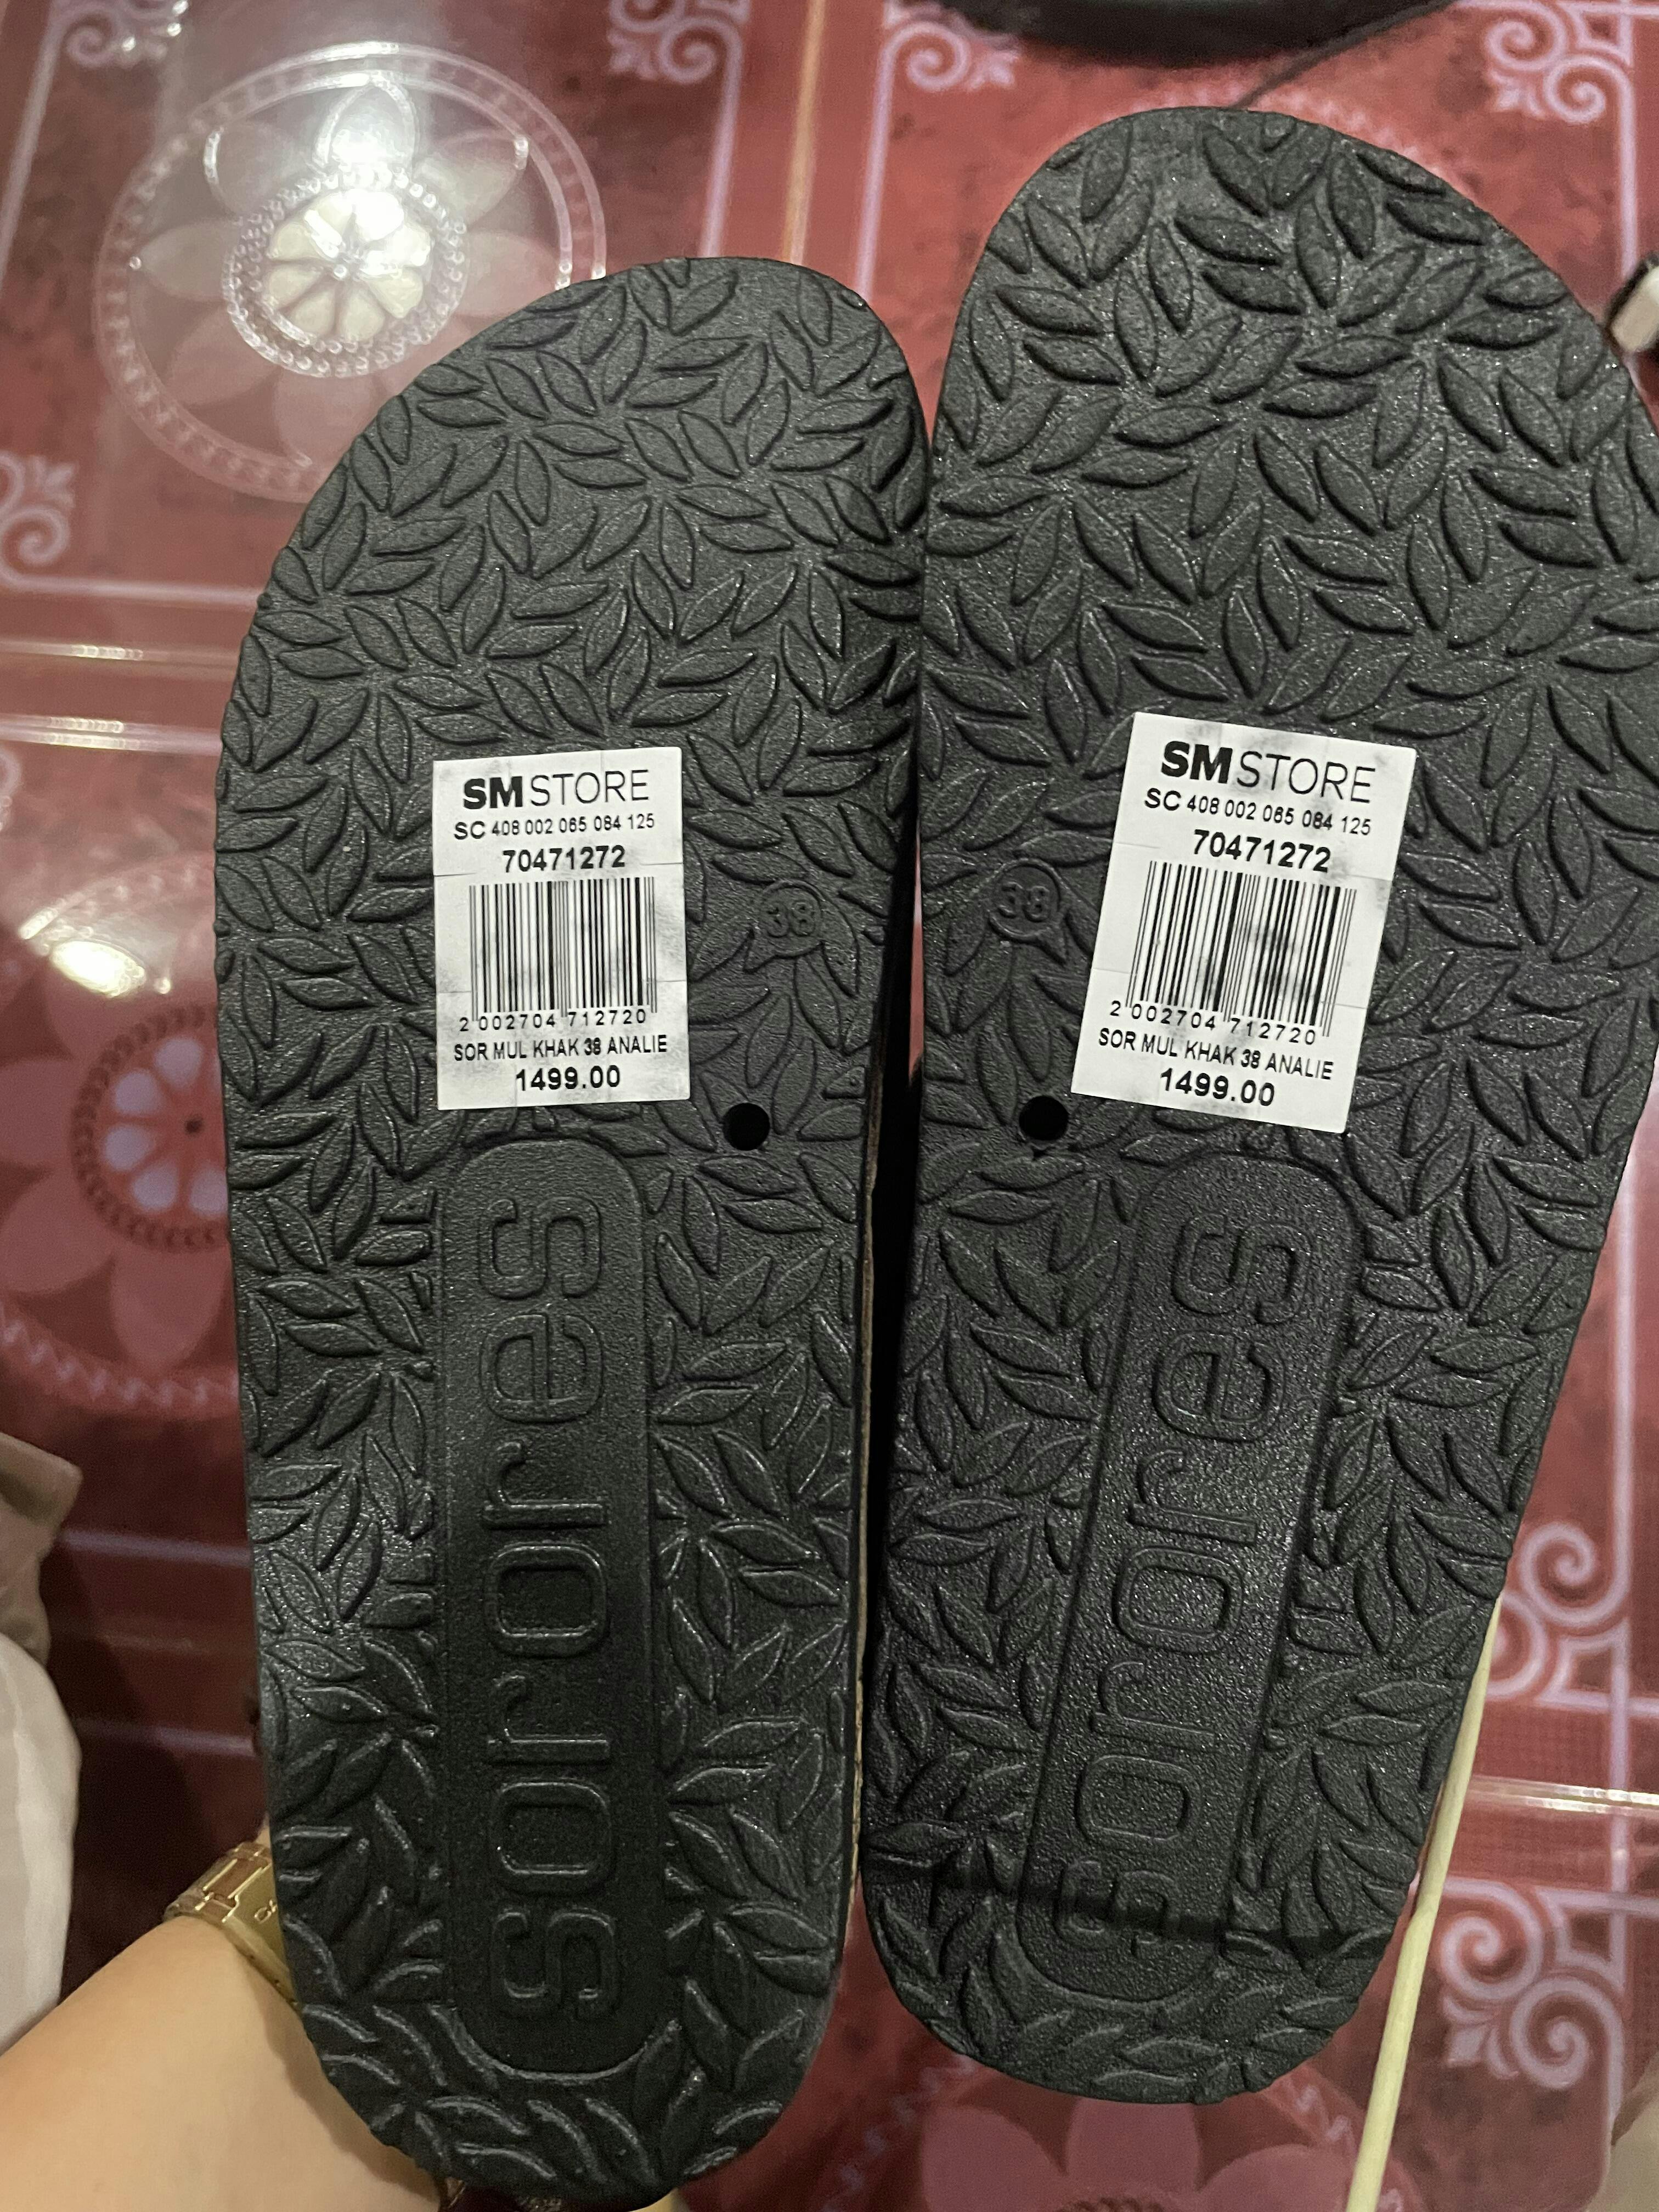 SM STORE
SC 408 002 065 084 125
70471272
2 002704 712720
SOR MUL KHAK 38 ANALIE
1499.00
38
sorores
SM STORE
SC 408 002 065 084 125
70471272
2 002704 712720
SOR MUL KHAK 38 ANALIE
1499.00
38
sorores